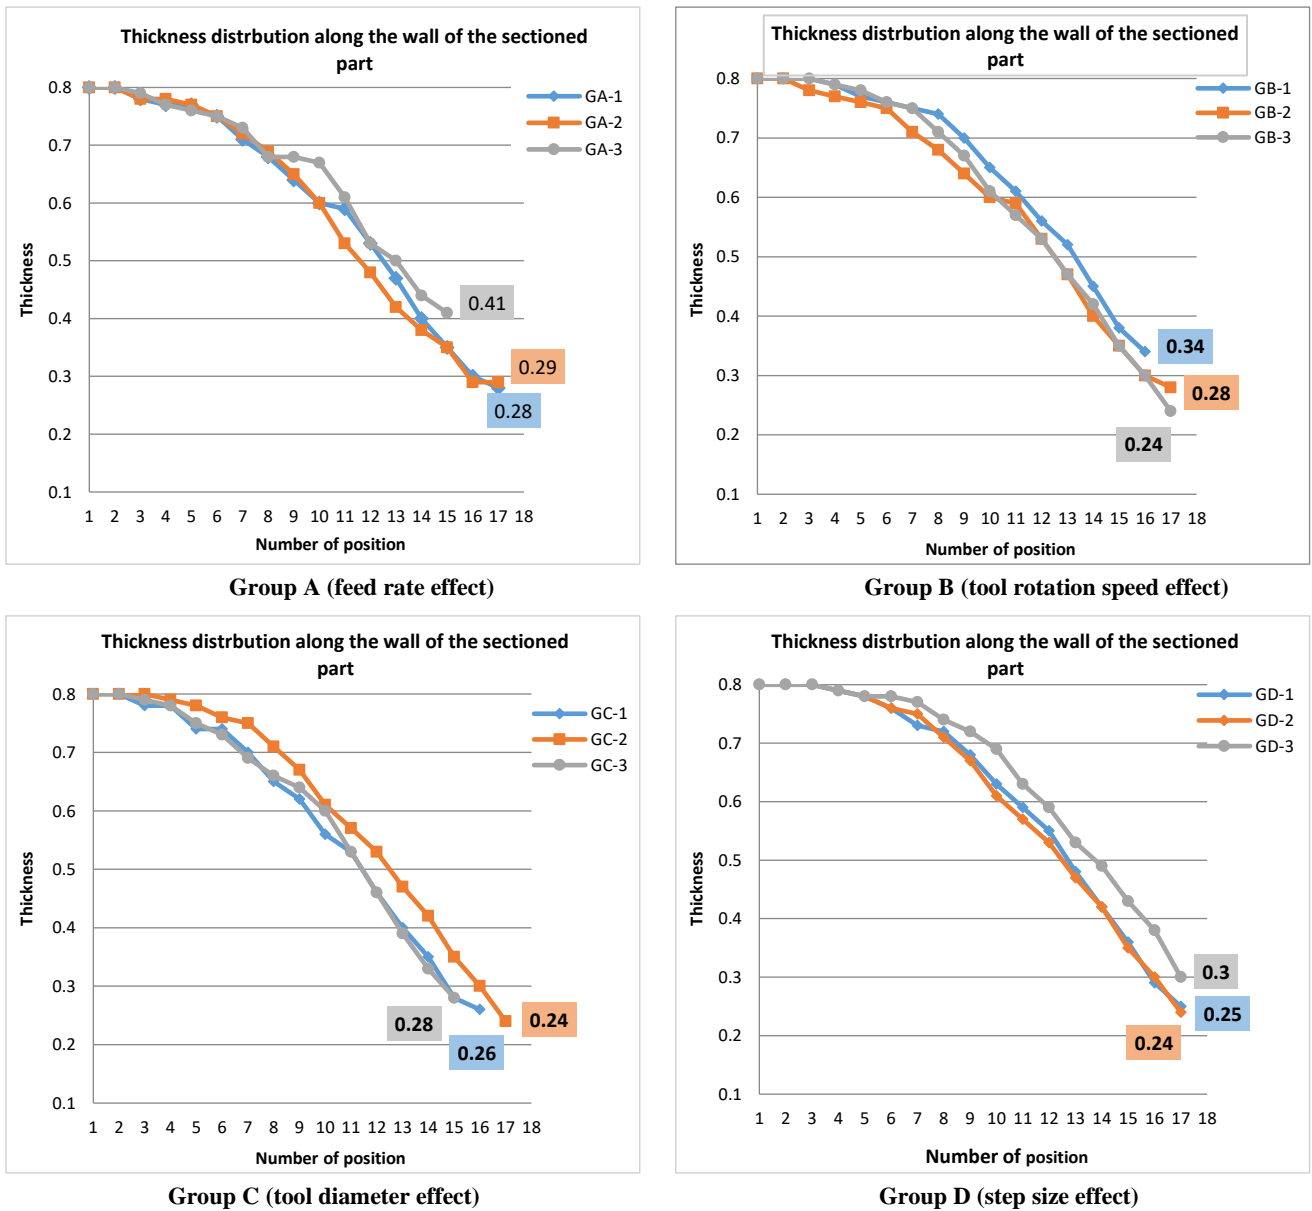 Thickness distrbution along the wall of the sectioned
part
0.8
0.7
0.6
0.5
0.4
0.3
0.2
0.1
Thickness
GA-1
GA-2
GA-3
0.41
0.29
0.28
1 2 3 4 5 6 7 8 9 10 11 12 13 14 15 16 17 18
Number of position
Group A (feed rate effect)
Thickness distrbution along the wall of the sectioned
part
0.8
0.7
0.6
0.5
0.4
0.3
0.2
0.1
Thickness
GB-1
GB-2
GB-3
0.34
0.28
0.24
1 2 3 4 5 6 7 8 9 10 11 12 13 14 15 16 17 18
Number of position
Group B (tool rotation speed effect)
Thickness distrbution along the wall of the sectioned
part
0.8
0.7
0.6
0.5
0.4
0.3
0.2
0.1
Thickness
GC-1
GC-2
GC-3
0.28
0.24
0.26
1 2 3 4 5 6 7 8 9 10 11 12 13 14 15 16 17 18
Number of position
Group C (tool diameter effect)
Thickness distrbution along the wall of the sectioned
part
0.8
0.7
0.6
0.5
0.4
0.3
0.2
0.1
Thickness
GD-1
GD-2
GD-3
0.3
0.25
0.24
1 2 3 4 5 6 7 8 9 10 11 12 13 14 15 16 17 18
Number of position
Group D (step size effect)